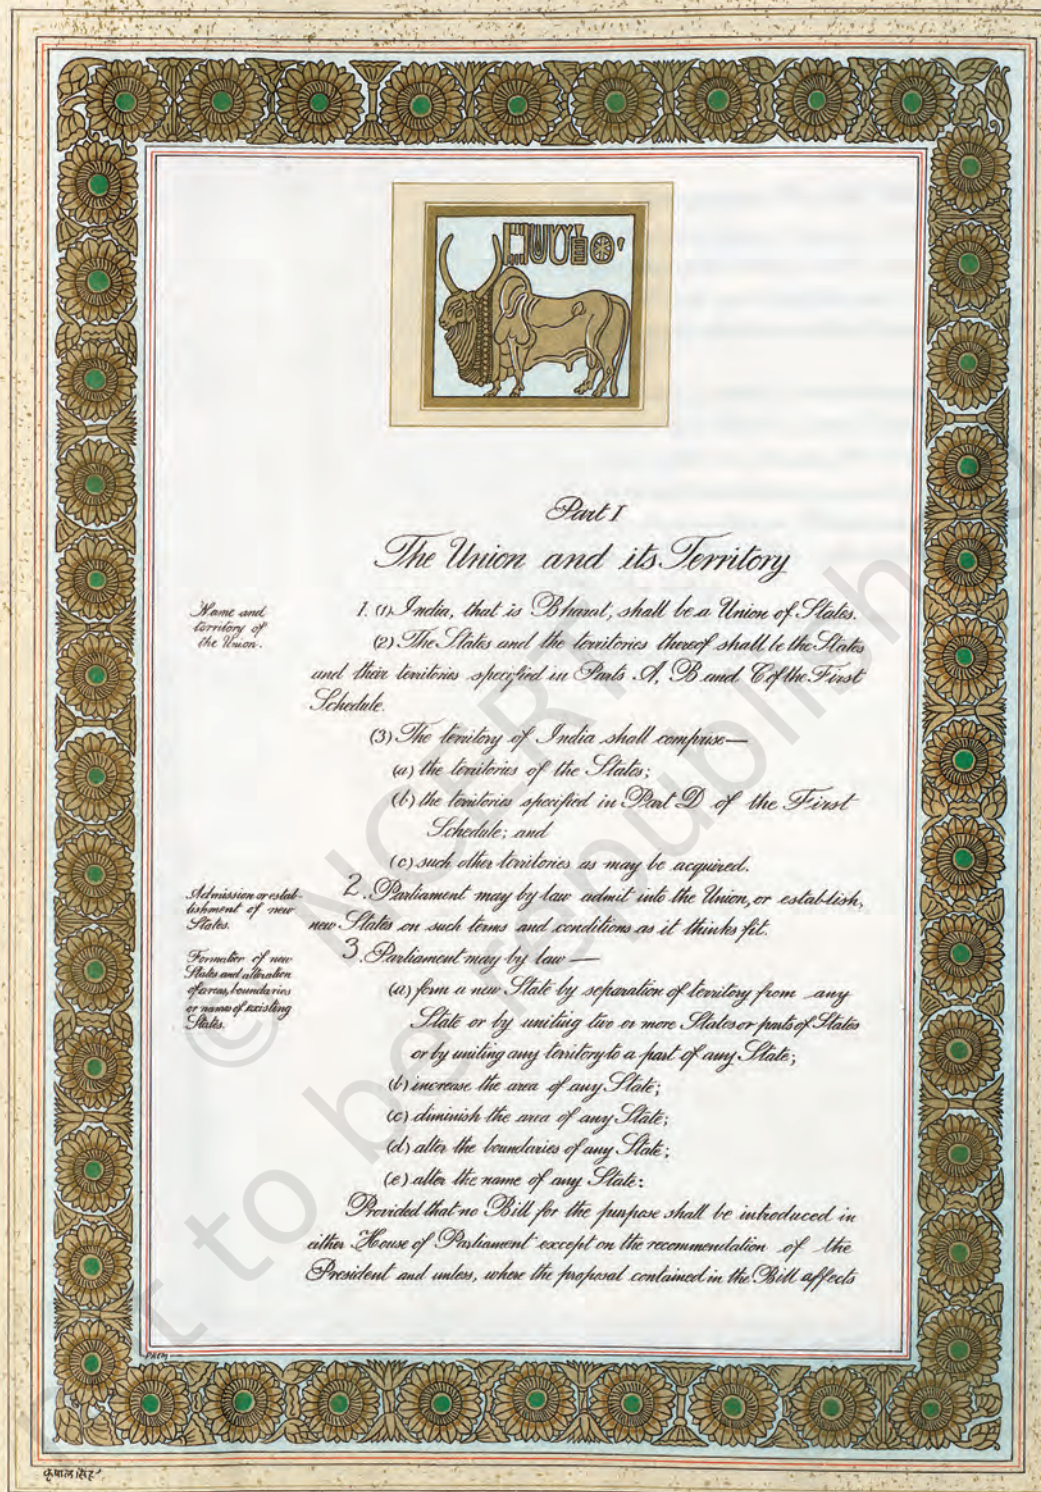 Part I
The Union and its Territory
Name and
territory of
the Union.
1. (1) India, that is Bharat, shall be a Union of States.
(2) The States and the territories thereof shall be the States
and their territories specified in Parts A, B and C of the First
Schedule.
(3) The territory of India shall comprise—
(a) the territories of the States;
(b) the territories specified in Part D of the First
Schedule; and
(c) such other territories as may be acquired.
Admission or estab-
lishment of new
States.
2. Parliament may by law admit into the Union, or establish,
new States on such terms and conditions as it thinks fit.
Formation of new
States and alteration
of areas, boundaries
or names of existing
States.
3. Parliament may by law —
(a) form a new State by separation of territory from any
State or by uniting two or more States or parts of States
or by uniting any territory to a part of any State;
(b) increase the area of any State;
(c) diminish the area of any State;
(d) alter the boundaries of any State;
(e) alter the name of any State:
Provided that no Bill for the purpose shall be introduced in
either House of Parliament except on the recommendation of the
President and unless, where the proposal contained in the Bill affects
कृपाल सिंह
© NCERT
not to be republished